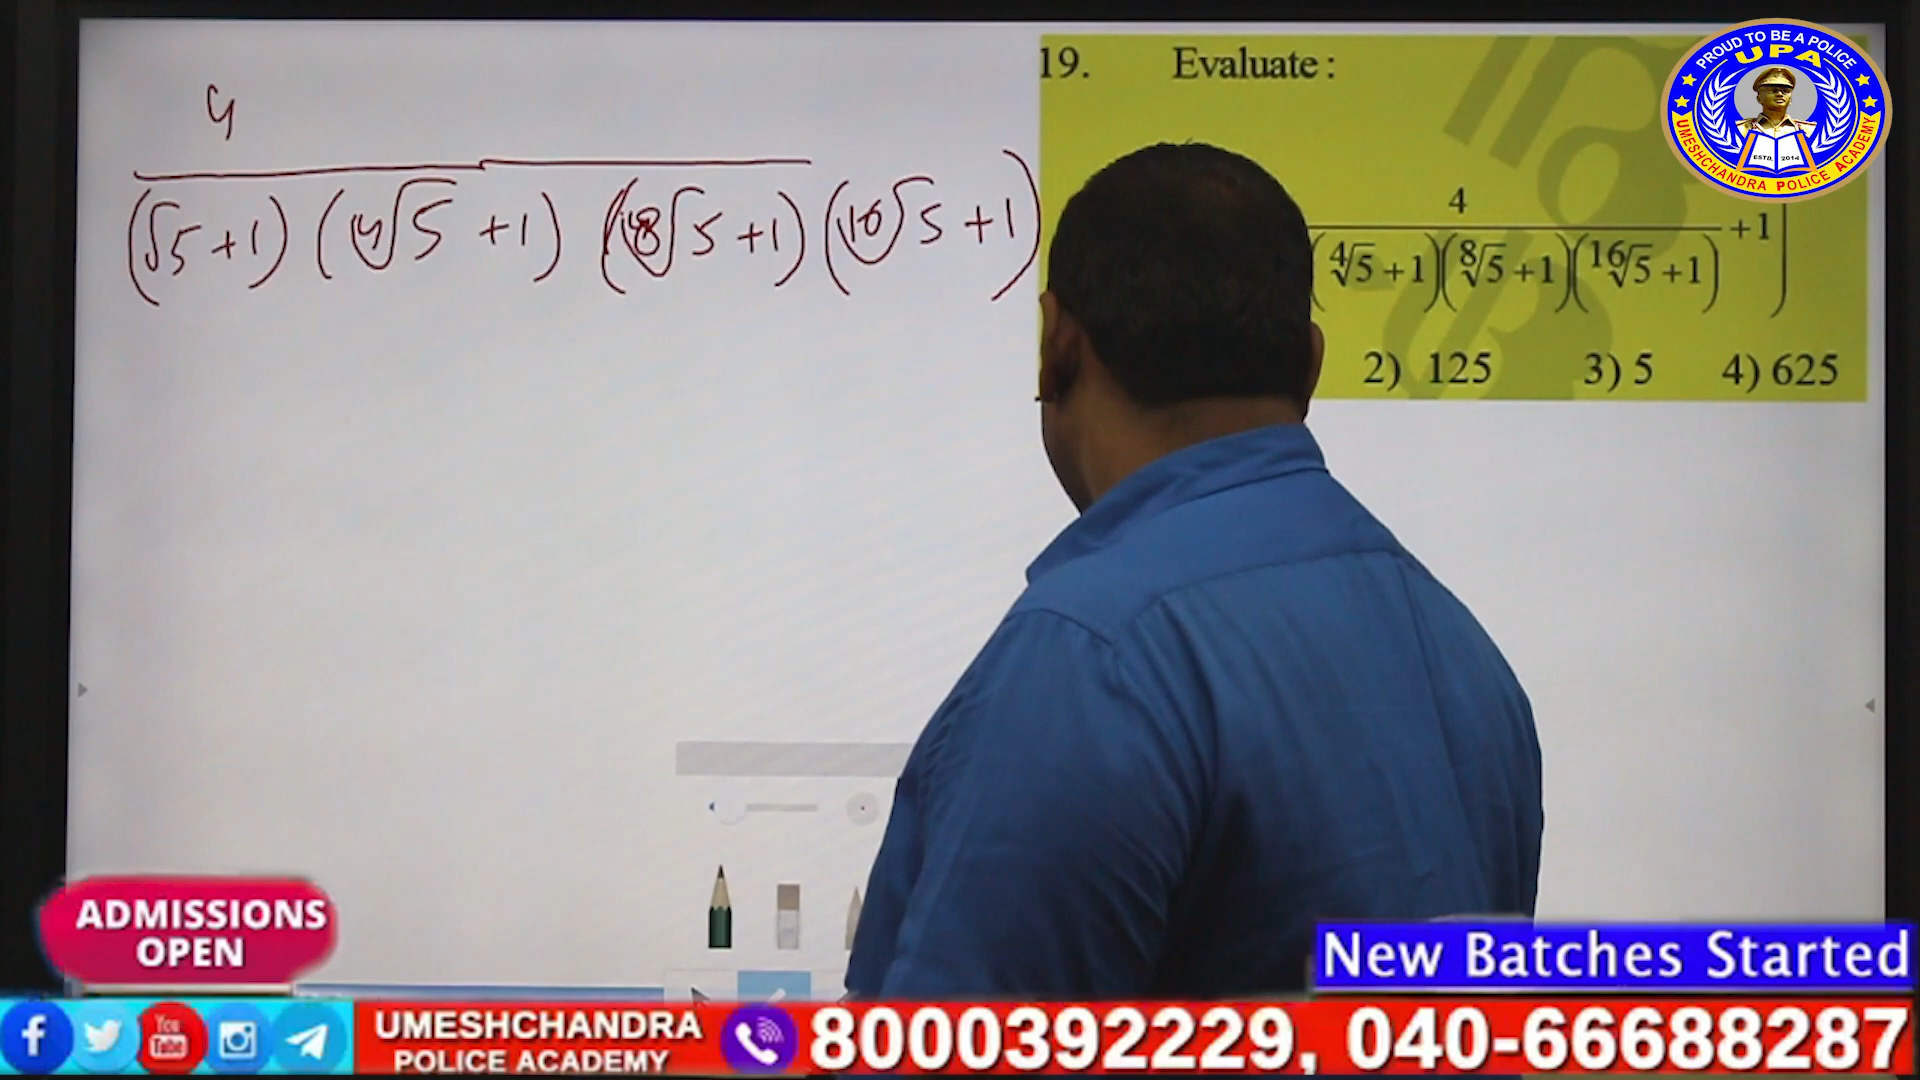 19. Evaluate :
4
(√5+1) (4√5 +1) (8√5 +1) (16√5 +1)
4
(4√5 + 1)(8√5 + 1)(16√5 + 1) + 1]
2) 125 3) 5 4) 625
PROUD TO BE A POLICE
UPA
ESTD. 2014
UMESHCHANDRA POLICE ACADEMY
ADMISSIONS
OPEN
New Batches Started
You
Tube
UMESHCHANDRA
POLICE ACADEMY
8000392229, 040-66688287